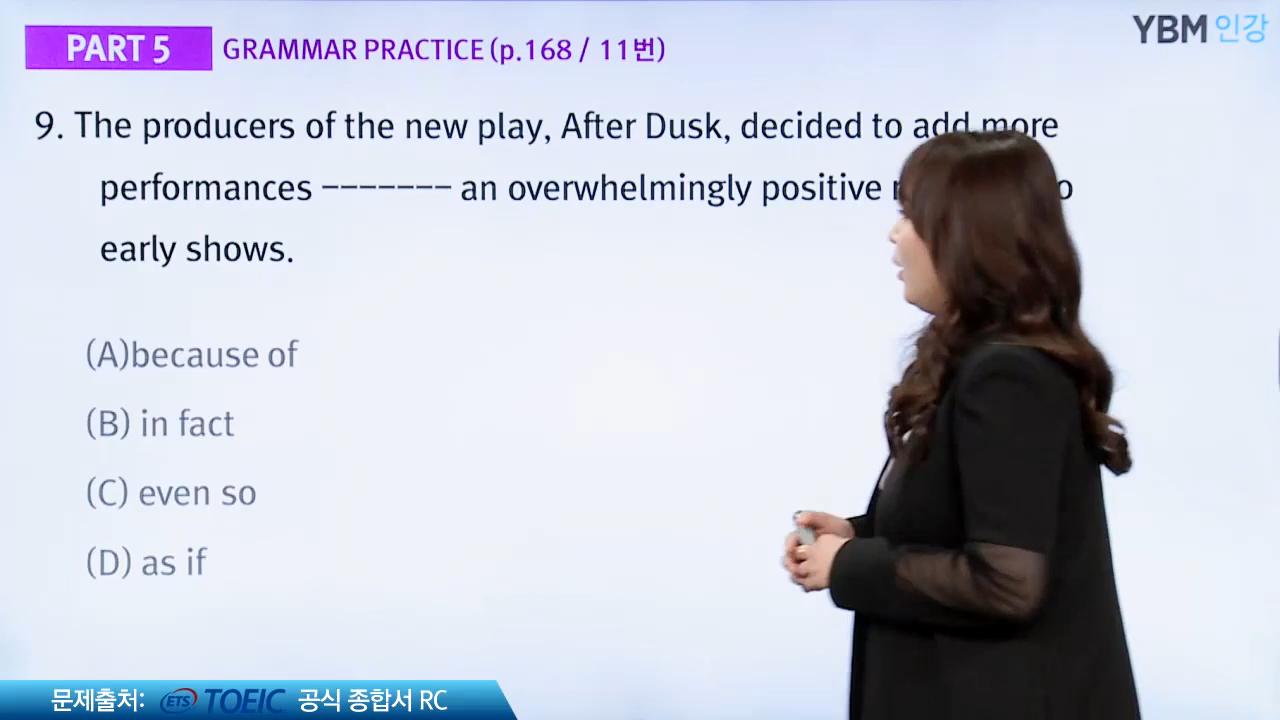 PART 5 GRAMMAR PRACTICE (p.168 / 11번)
YBM 인강
9. The producers of the new play, After Dusk, decided to add more
performances ------- an overwhelmingly positive
early shows.
(A)because of
(B) in fact
(C) even so
(D) as if
문제출처: ETS TOEIC 공식 종합서 RC